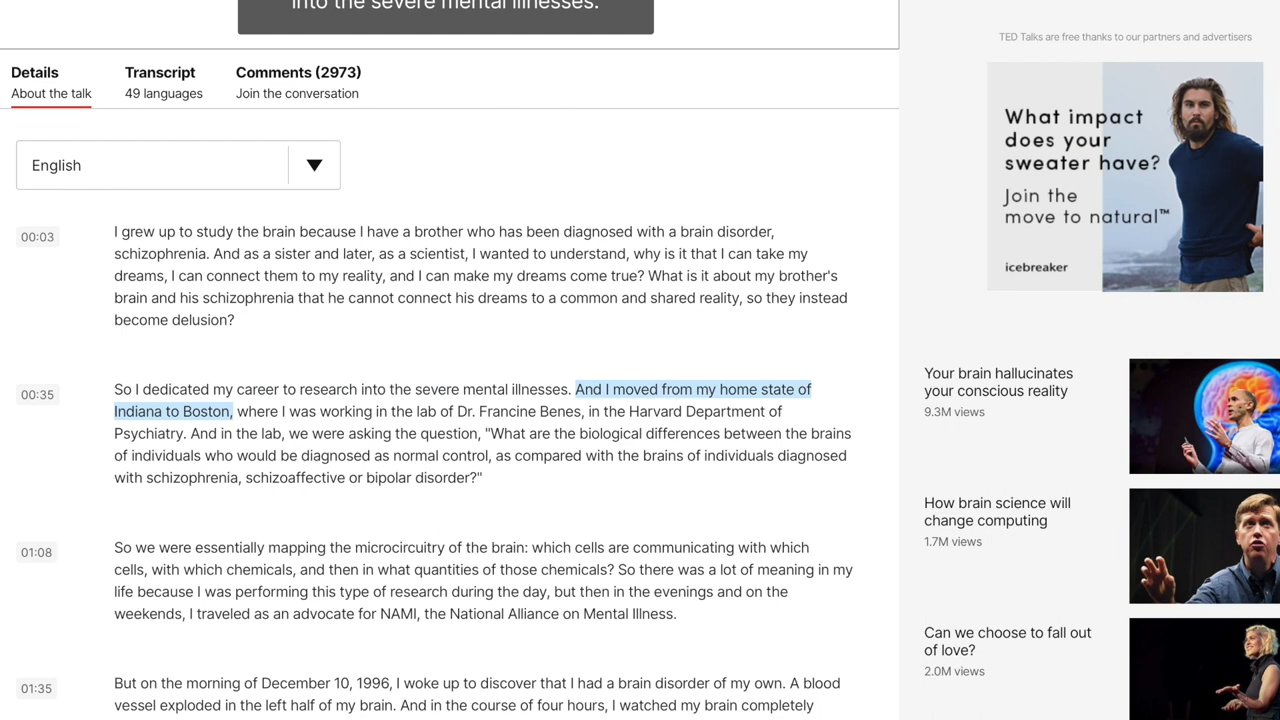 into the severe mental illnesses.
Details
About the talk
Transcript
49 languages
Comments (2973)
Join the conversation
English
00:03
I grew up to study the brain because I have a brother who has been diagnosed with a brain disorder,
schizophrenia. And as a sister and later, as a scientist, I wanted to understand, why is it that I can take my
dreams, I can connect them to my reality, and I can make my dreams come true? What is it about my brother's
brain and his schizophrenia that he cannot connect his dreams to a common and shared reality, so they instead
become delusion?
00:35
So I dedicated my career to research into the severe mental illnesses. And I moved from my home state of
Indiana to Boston, where I was working in the lab of Dr. Francine Benes, in the Harvard Department of
Psychiatry. And in the lab, we were asking the question, "What are the biological differences between the brains
of individuals who would be diagnosed as normal control, as compared with the brains of individuals diagnosed
with schizophrenia, schizoaffective or bipolar disorder?"
01:08
So we were essentially mapping the microcircuitry of the brain: which cells are communicating with which
cells, with which chemicals, and then in what quantities of those chemicals? So there was a lot of meaning in my
life because I was performing this type of research during the day, but then in the evenings and on the
weekends, I traveled as an advocate for NAMI, the National Alliance on Mental Illness.
01:35
But on the morning of December 10, 1996, I woke up to discover that I had a brain disorder of my own. A blood
vessel exploded in the left half of my brain. And in the course of four hours, I watched my brain completely
TED Talks are free thanks to our partners and advertisers
What impact
does your
sweater have?
Join the
move to natural™
icebreaker
Your brain hallucinates
your conscious reality
9.3M views
How brain science will
change computing
1.7M views
Can we choose to fall out
of love?
2.0M views